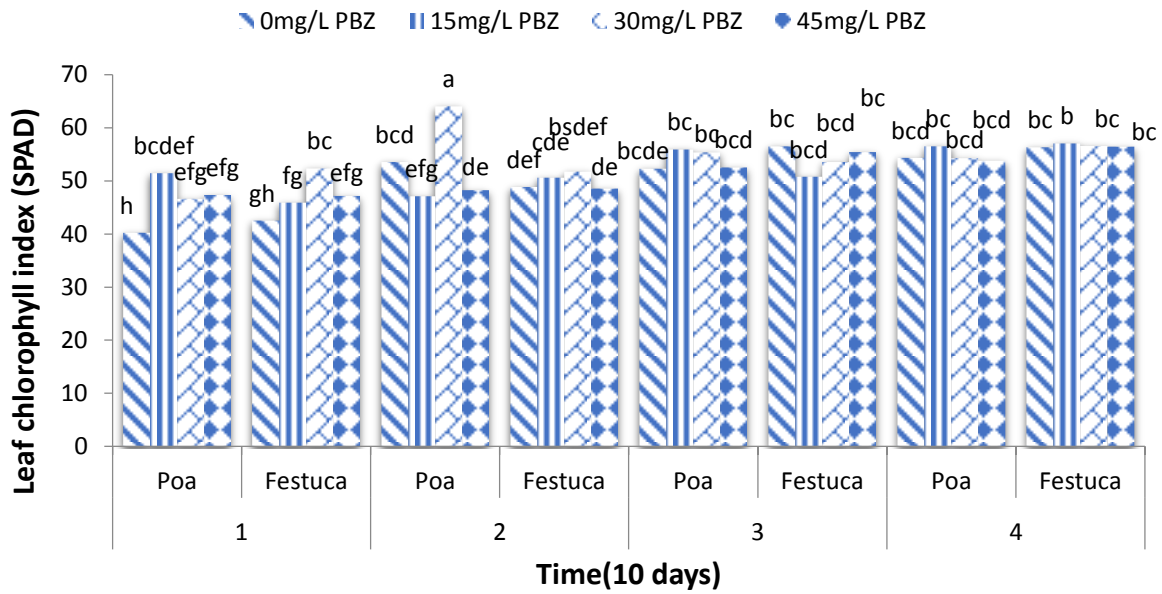 0mg/L PBZ 15mg/L PBZ 30mg/L PBZ 45mg/L PBZ
Leaf chlorophyll index (SPAD)
70
60
50
40
30
20
10
0
h bcdef efg efg
gh fg bc efg
bcd efg a de
def cde bsdef de
bcde bc bc bcd
bc bcd bcd bc
bcd bc bcd bcd
bc b bc bc
Poa Festuca Poa Festuca Poa Festuca Poa Festuca
1 2 3 4
Time(10 days)